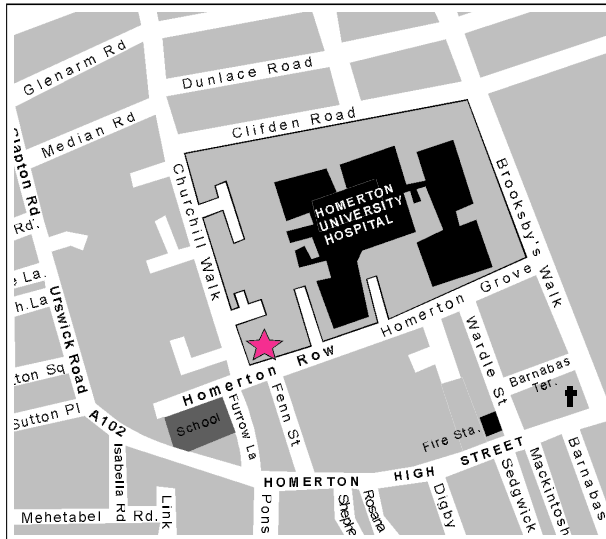 Glenarm Rd
Dunlace Road
Median Rd
Clifden Road
Clapton Rd
Churchill Walk
HOMERTON
UNIVERSITY
HOSPITAL
Brooksby's Walk
Rd.
La.
h.La
Urswick Road
Homerton Grove
Homerton Row
ton Sq
Sutton Pl
A102
School
Furrow La
Fenn St
Wardle St
Barnabas
Ter.
Fire Sta.
HOMERTON HIGH STREET
Isabella Rd
Mehetabel Rd.
Link
Pons
Shephe
Rosana
Digby
Sedgwick
Mackintosh
Barnabas